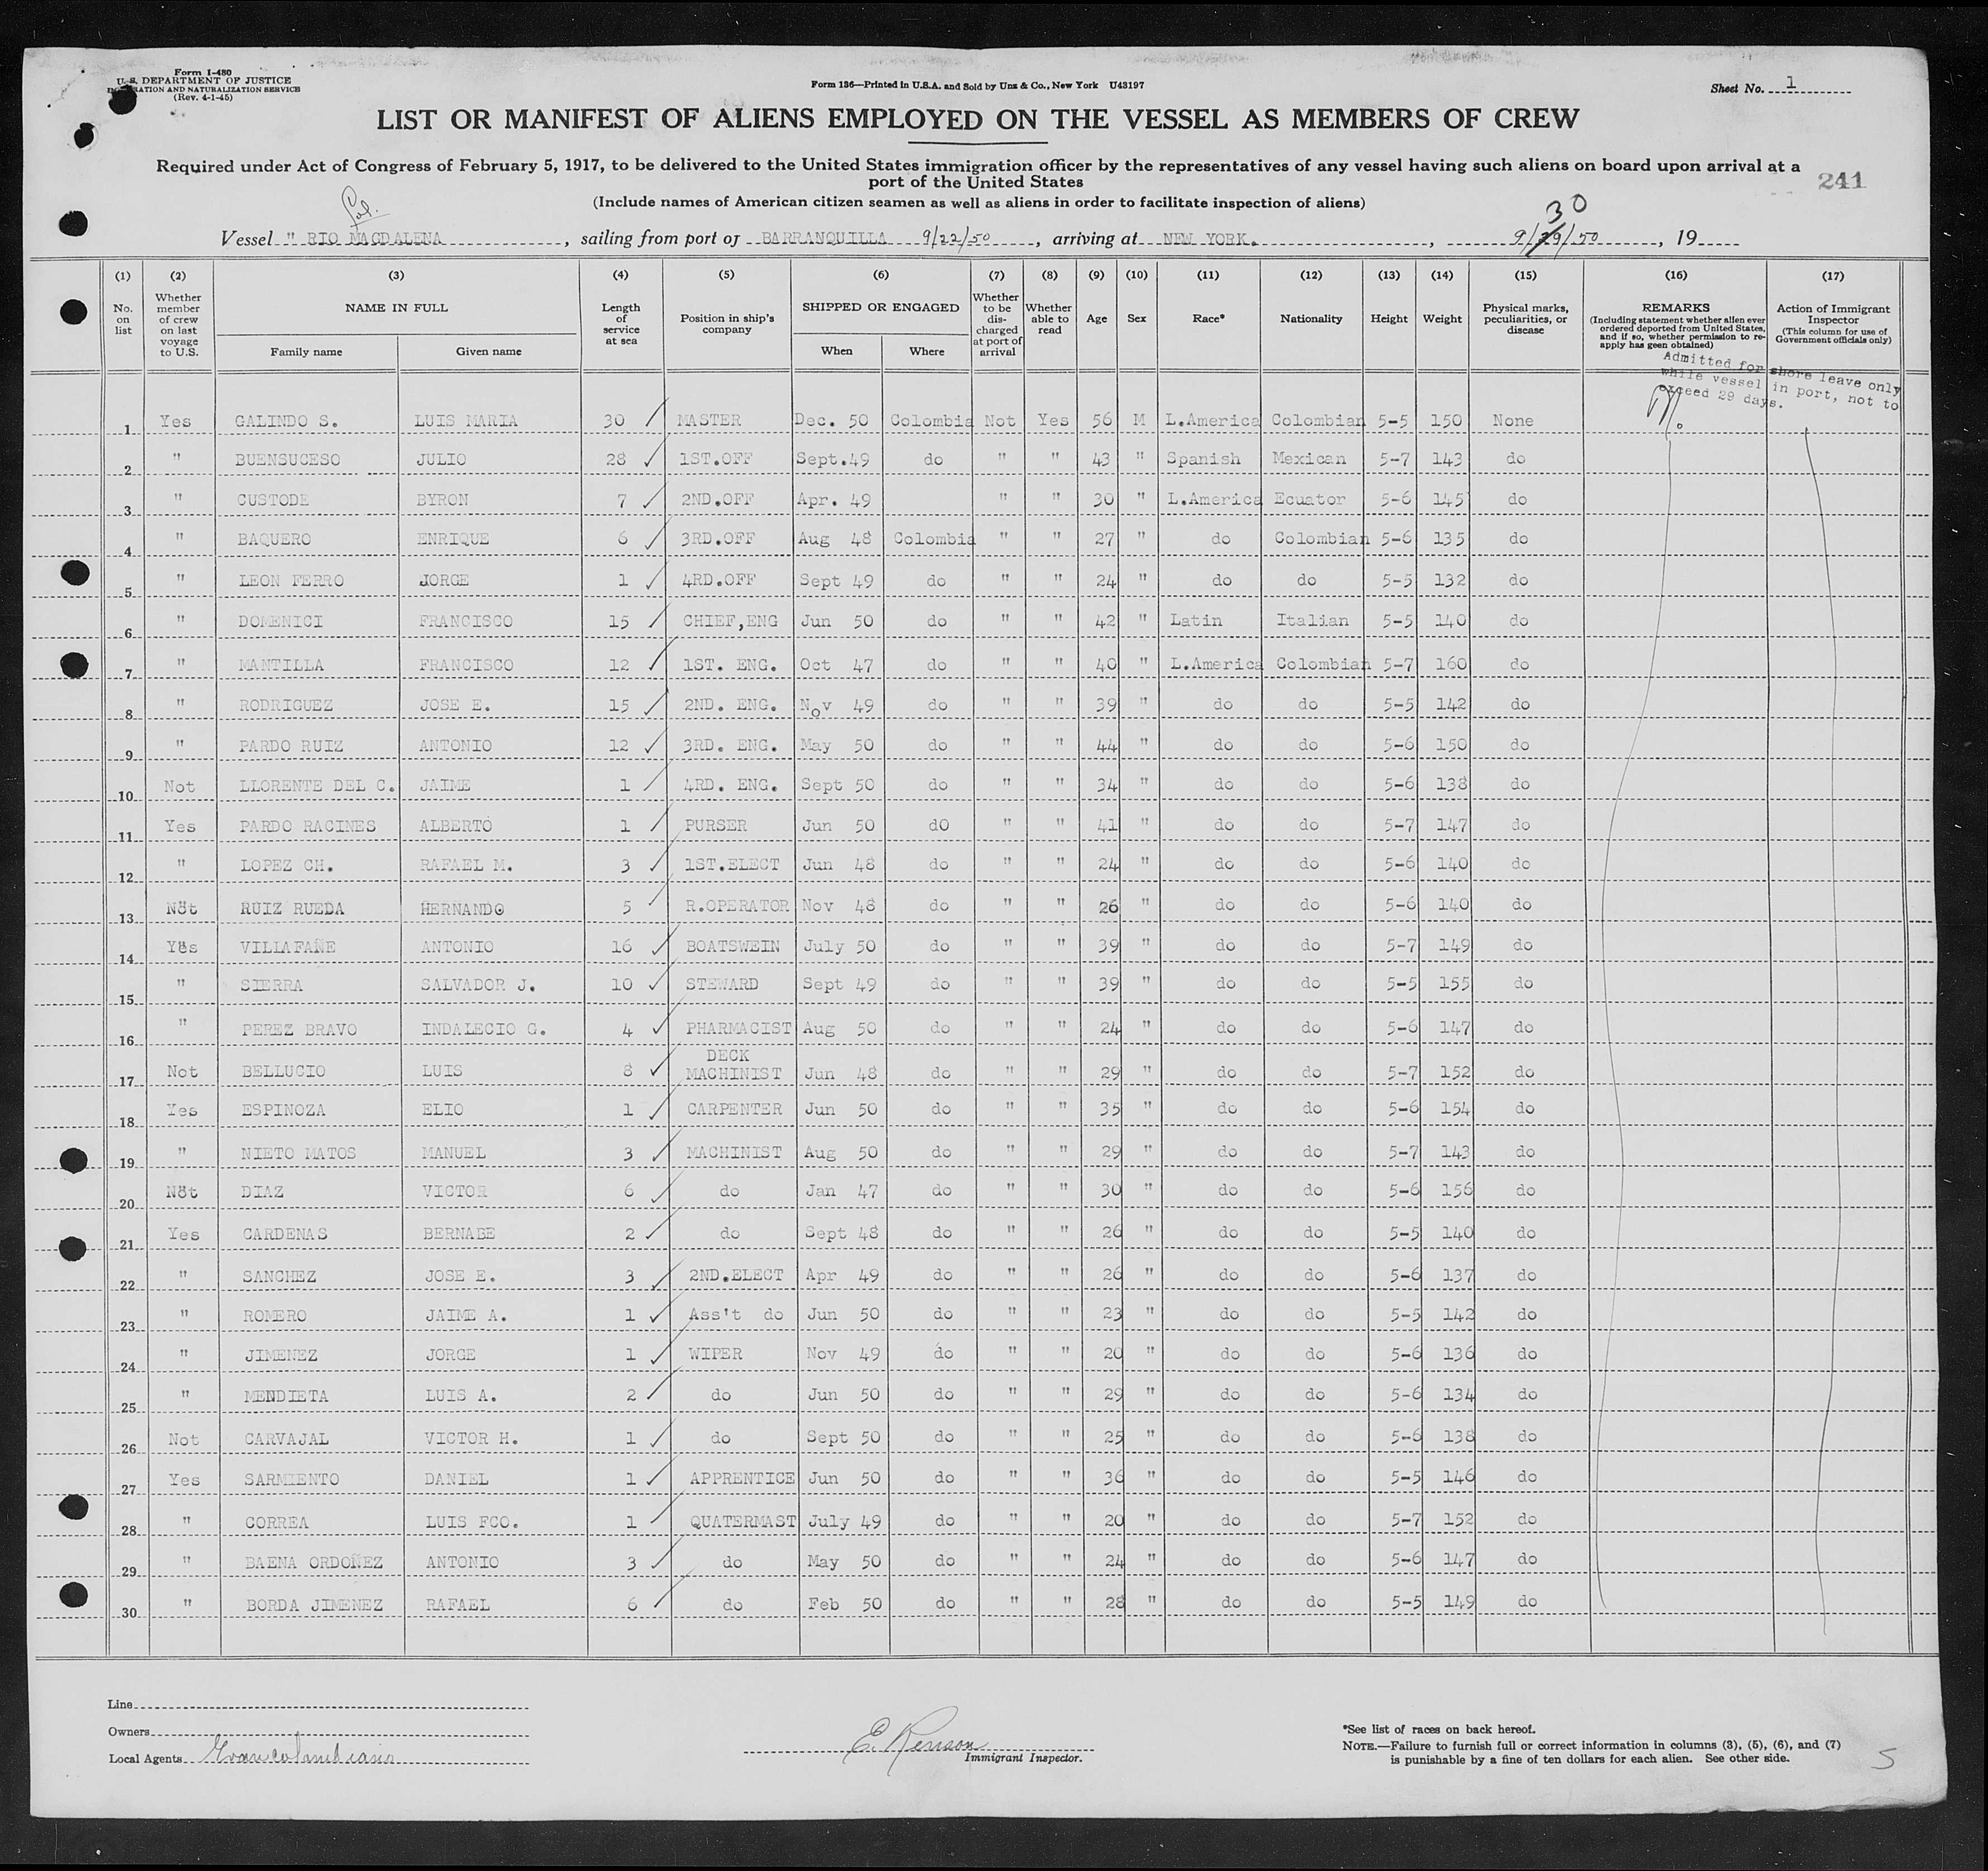 Form I-480
U. S. DEPARTMENT OF JUSTICE
IMMIGRATION AND NATURALIZATION SERVICE
(Rev. 4-1-45)
Form 136—Printed in U.S.A. and Sold by Unz & Co., New York U43197
Sheet No. 1
LIST OR MANIFEST OF ALIENS EMPLOYED ON THE VESSEL AS MEMBERS OF CREW
Required under Act of Congress of February 5, 1917, to be delivered to the United States immigration officer by the representatives of any vessel having such aliens on board upon arrival at a
port of the United States
241
(Include names of American citizen seamen as well as aliens in order to facilitate inspection of aliens)
30
Vessel " RIO MAGDALENA, sailing from port of BARRANQUILLA 9/22/50, arriving at NEW YORK., 9/29/50, 19
(1) (2) (3) (4) (5) (6) (7) (8) (9) (10) (11) (12) (13) (14) (15) (16) (17)
No. on list
Whether member of crew on last voyage to U.S.
NAME IN FULL
Family name Given name
Length of service at sea
Position in ship's company
SHIPPED OR ENGAGED
When Where
Whether to be discharged at port of arrival
Whether able to read
Age
Sex
Race*
Nationality
Height
Weight
Physical marks, peculiarities, or disease
REMARKS
(Including statement whether alien ever ordered deported from United States, and if so, whether permission to reapply has geen obtained)
Action of Immigrant Inspector
(This column for use of Government officials only)
Admitted for shore leave only
while vessel in port, not to
exceed 29 days.
1 Yes GALINDO S. LUIS MARIA 30 MASTER Dec. 50 Colombia Not Yes 56 M L.America Colombian 5-5 150 None
2 " BUENSUCESO JULIO 28 1ST.OFF Sept.49 do " " 43 " Spanish Mexican 5-7 143 do
3 " CUSTODE BYRON 7 2ND.OFF Apr. 49 " " 30 " L.America Ecuator 5-6 145 do
4 " BAQUERO ENRIQUE 6 3RD.OFF Aug 48 Colombia " " 27 " do Colombian 5-6 135 do
5 " LEON FERRO JORGE 1 4RD.OFF Sept 49 do " " 24 " do do 5-5 132 do
6 " DOMENICI FRANCISCO 15 CHIEF,ENG Jun 50 do " " 42 " Latin Italian 5-5 140 do
7 " MANTILLA FRANCISCO 12 1ST. ENG. Oct 47 do " " 40 " L.America Colombian 5-7 160 do
8 " RODRIGUEZ JOSE E. 15 2ND. ENG. Nov 49 do " " 39 " do do 5-5 142 do
9 " PARDO RUIZ ANTONIO 12 3RD. ENG. May 50 do " " 44 " do do 5-6 150 do
10 Not LLORENTE DEL C. JAIME 1 4RD. ENG. Sept 50 do " " 34 " do do 5-6 138 do
11 Yes PARDO RACINES ALBERTO 1 PURSER Jun 50 dO " " 41 " do do 5-7 147 do
12 " LOPEZ CH. RAFAEL M. 3 1ST.ELECT Jun 48 do " " 24 " do do 5-6 140 do
13 Not RUIZ RUEDA HERNANDO 5 R.OPERATOR Nov 48 do " " 26 " do do 5-6 140 do
14 Yes VILLAFAÑE ANTONIO 16 BOATSWEIN July 50 do " " 39 " do do 5-7 149 do
15 " SIERRA SALVADOR J. 10 STEWARD Sept 49 do " " 39 " do do 5-5 155 do
16 " PEREZ BRAVO INDALECIO G. 4 PHARMACIST Aug 50 do " " 24 " do do 5-6 147 do
17 Not BELLUCIO LUIS 8 DECK MACHINIST Jun 48 do " " 29 " do do 5-7 152 do
18 Yes ESPINOZA ELIO 1 CARPENTER Jun 50 do " " 35 " do do 5-6 154 do
19 " NIETO MATOS MANUEL 3 MACHINIST Aug 50 do " " 29 " do do 5-7 143 do
20 Not DIAZ VICTOR 6 do Jan 47 do " " 30 " do do 5-6 156 do
21 Yes CARDENAS BERNABE 2 do Sept 48 do " " 26 " do do 5-5 140 do
22 " SANCHEZ JOSE E. 3 2ND.ELECT Apr 49 do " " 26 " do do 5-6 137 do
23 " ROMERO JAIME A. 1 Ass't do Jun 50 do " " 23 " do do 5-5 142 do
24 " JIMENEZ JORGE 1 WIPER Nov 49 do " " 20 " do do 5-6 136 do
25 " MENDIETA LUIS A. 2 do Jun 50 do " " 29 " do do 5-6 134 do
26 Not CARVAJAL VICTOR H. 1 do Sept 50 do " " 25 " do do 5-6 138 do
27 Yes SARMIENTO DANIEL 1 APPRENTICE Jun 50 do " " 36 " do do 5-5 146 do
28 " CORREA LUIS FCO. 1 QUATERMAST July 49 do " " 20 " do do 5-7 152 do
29 " BAENA ORDOÑEZ ANTONIO 3 do May 50 do " " 24 " do do 5-6 147 do
30 " BORDA JIMENEZ RAFAEL 6 do Feb 50 do " " 28 " do do 5-5 149 do
Line
Owners
Local Agents Grancolombiana
E. Renson
Immigrant Inspector.
*See list of races on back hereof.
NOTE.—Failure to furnish full or correct information in columns (3), (5), (6), and (7)
is punishable by a fine of ten dollars for each alien. See other side.
5